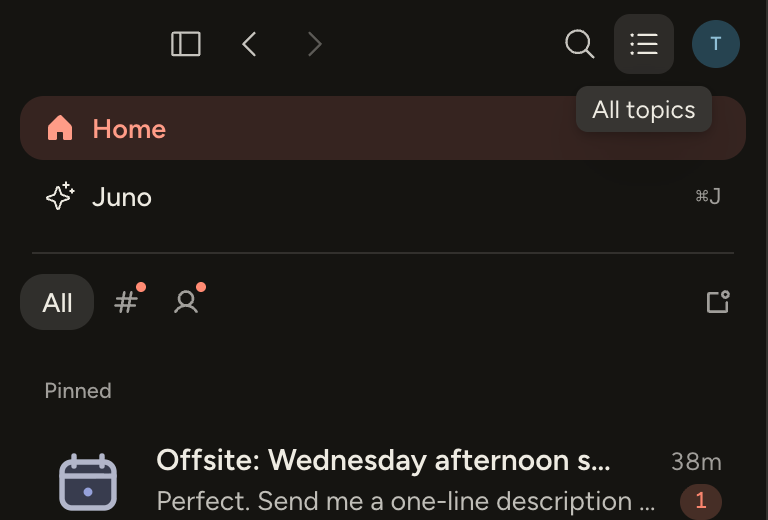 T
All topics
Home
Juno ⌘J
All #
Pinned
Offsite: Wednesday afternoon s... 38m
Perfect. Send me a one-line description ... 1